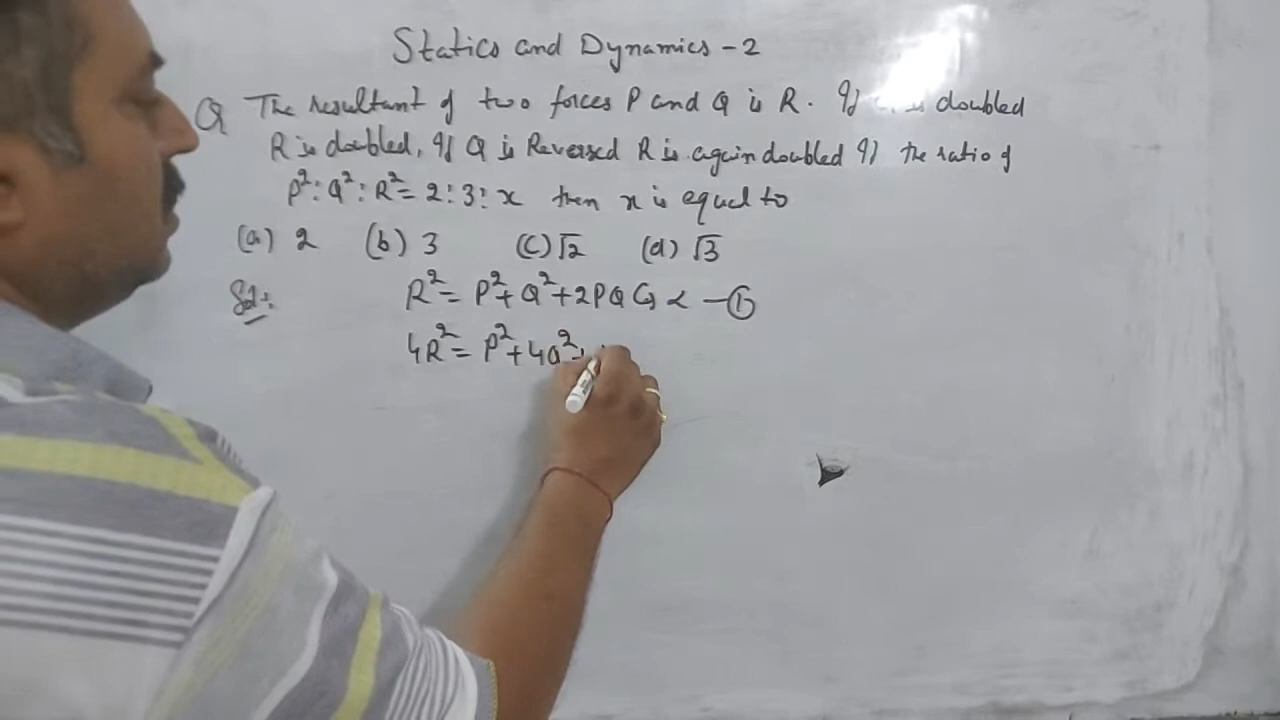 Statics and Dynamics - 2
Q The resultant of two forces P and Q is R. If is doubled
R is doubled, If Q is Reversed R is again doubled If the ratio of
P²: Q²: R² = 2:3: x then x is equal to
(a) 2 (b) 3 (c) √2 (d) √3
Sol:- R² = P² + Q² + 2PQ Cos α — ①
4R² = P² + 4Q² +